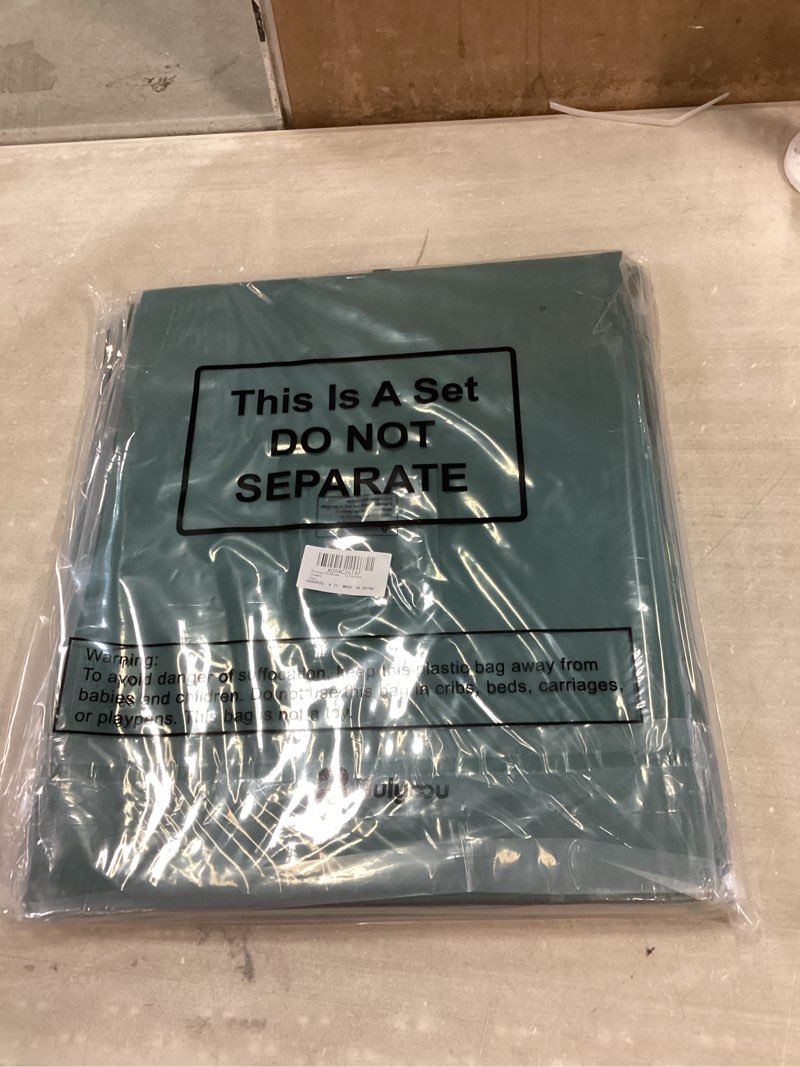 This Is A Set
DO NOT
SEPARATE
Warning:
To avoid danger of suffocation, keep this plastic bag away from
babies and children. Do not use this bag in cribs, beds, carriages,
or playpens. This bag is not a toy.